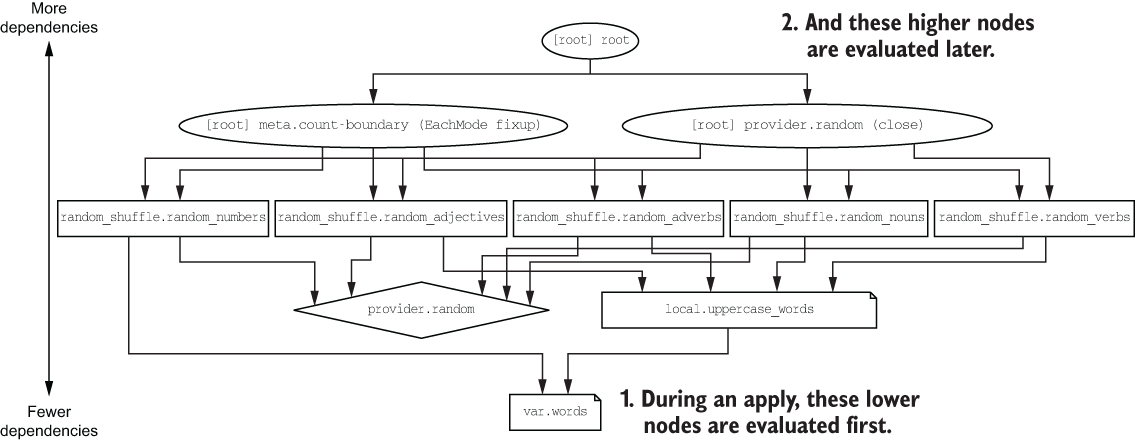 More
dependencies
2. And these higher nodes
are evaluated later.
[root] root
[root] meta.count-boundary (EachMode fixup)
[root] provider.random (close)
random_shuffle.random_numbers
random_shuffle.random_adjectives
random_shuffle.random_adverbs
random_shuffle.random_nouns
random_shuffle.random_verbs
provider.random
local.uppercase_words
var.words
1. During an apply, these lower
nodes are evaluated first.
Fewer
dependencies